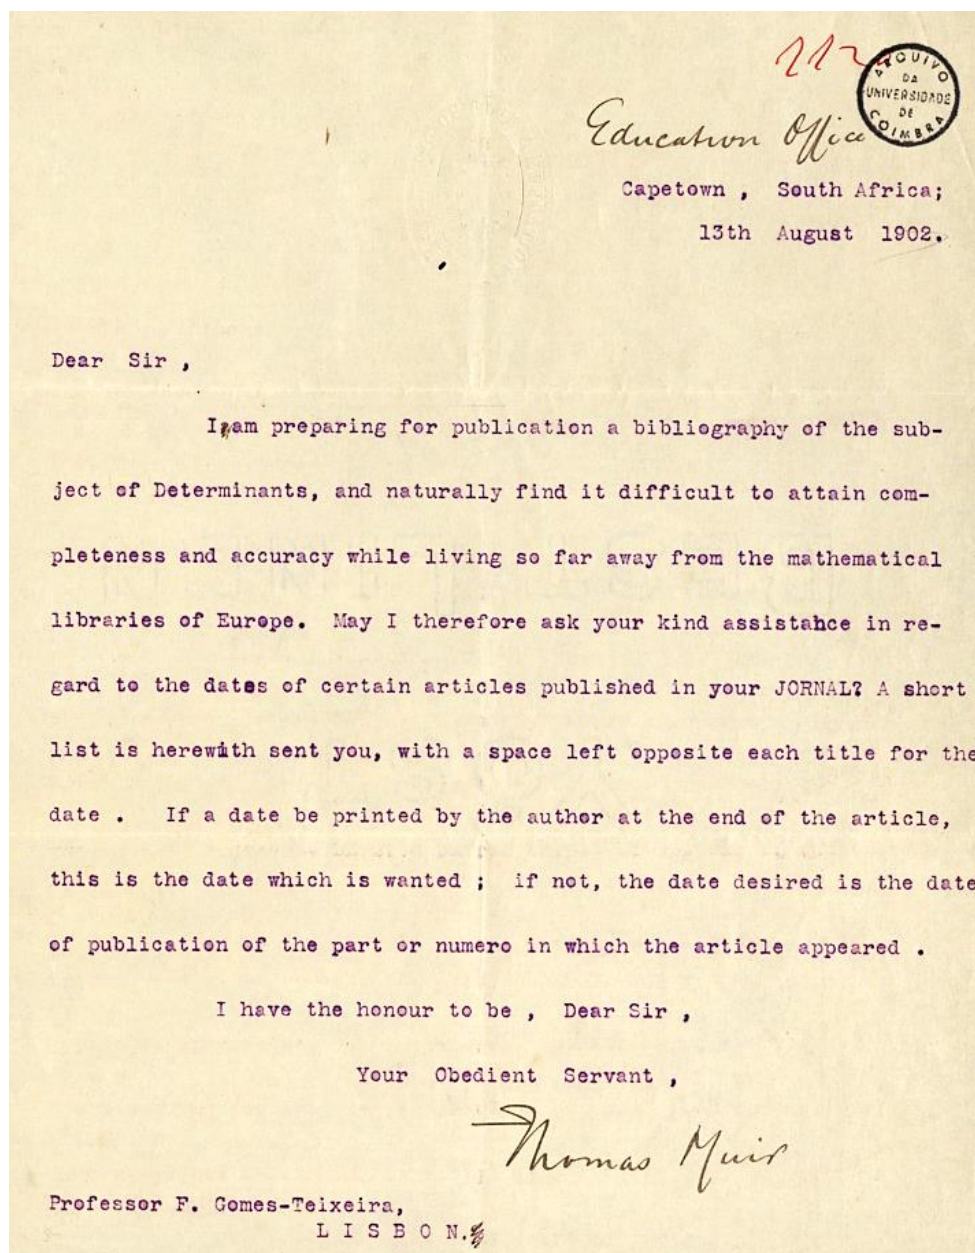 ARQUIVO
DA
UNIVERSIDADE
DE
COIMBRA
Education Office
Capetown , South Africa;
13th August 1902.
Dear Sir ,
I am preparing for publication a bibliography of the sub-
ject of Determinants, and naturally find it difficult to attain com-
pleteness and accuracy while living so far away from the mathematical
libraries of Europe. May I therefore ask your kind assistance in re-
gard to the dates of certain articles published in your JORNAL? A short
list is herewith sent you, with a space left opposite each title for the
date . If a date be printed by the author at the end of the article,
this is the date which is wanted ; if not, the date desired is the date
of publication of the part or numero in which the article appeared .
I have the honour to be , Dear Sir ,
Your Obedient Servant ,
Thomas Muir
Professor F. Gomes-Teixeira,
L I S B O N.